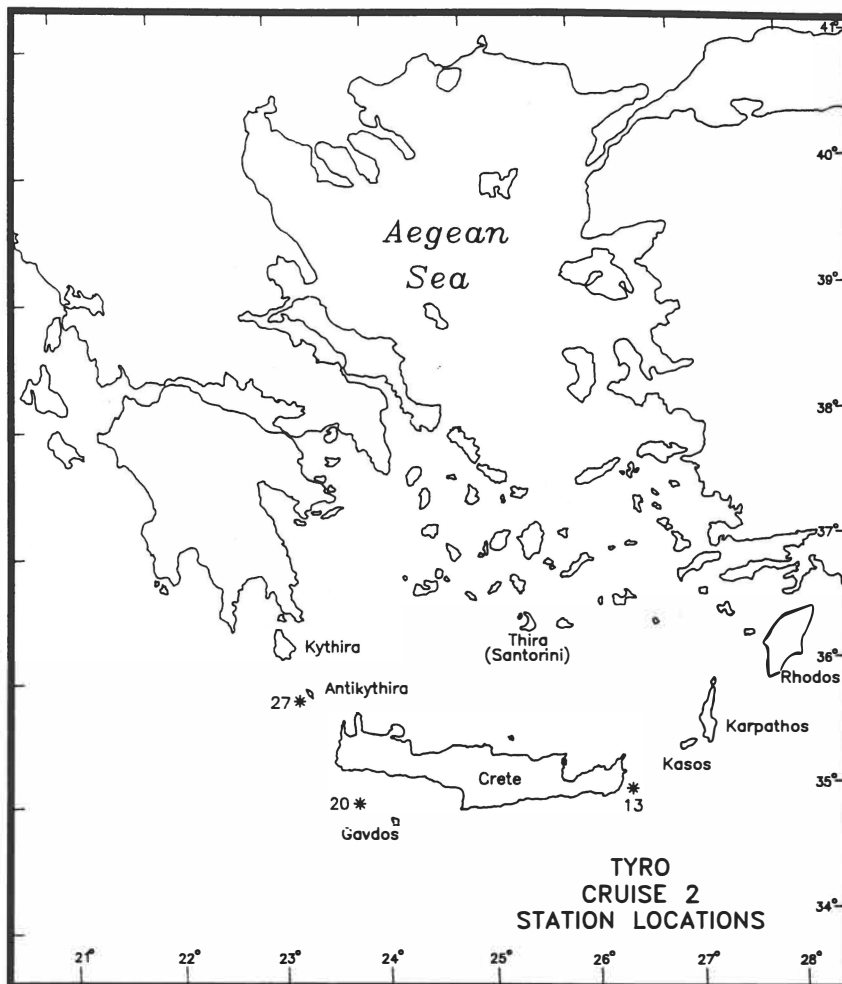 41°
40°
Aegean
Sea
39°
38°
37°
Thira
(Santorini)
Kythira
36°
Rhodos
Antikythira
27*
Karpathos
Kasos
Crete
35°
20*
*
13
Gavdos
TYRO
CRUISE 2
STATION LOCATIONS
34°
21° 22° 23° 24° 25° 26° 27° 28°